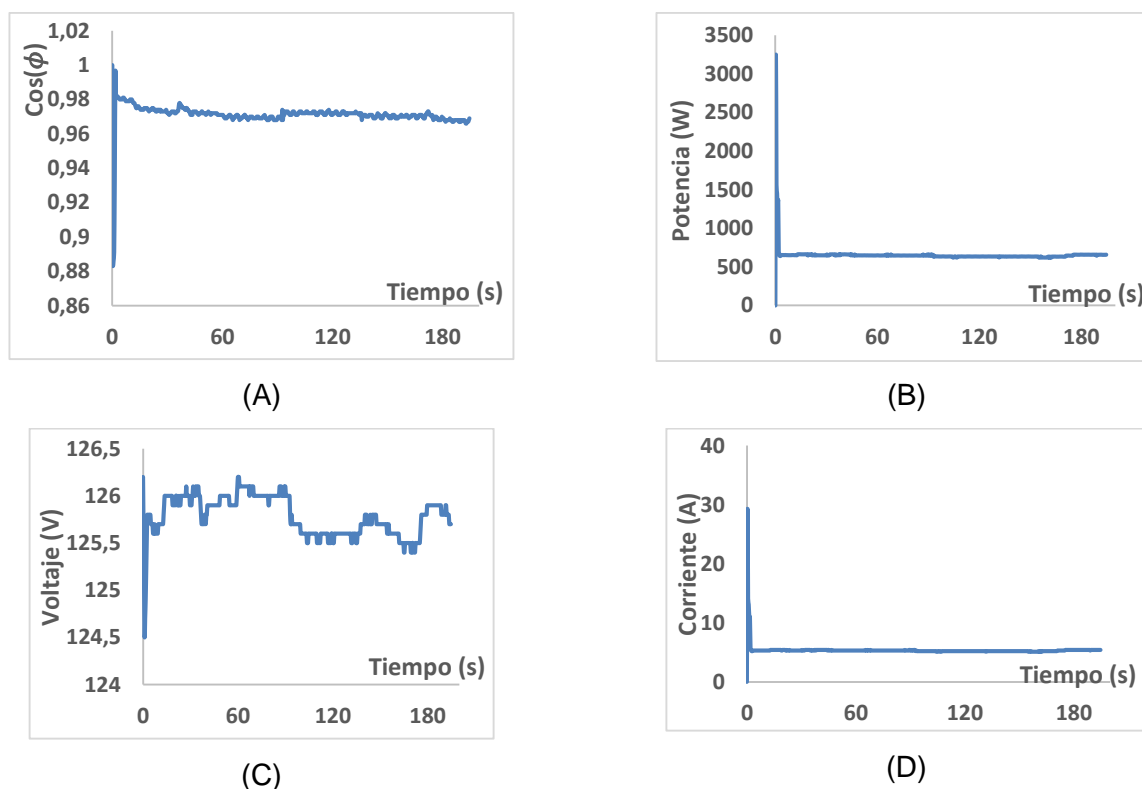 1,02
1
0,98
0,96
0,94
0,92
0,9
0,88
0,86
Cos(ϕ)
Tiempo (s)
0 60 120 180
(A)
3500
3000
2500
2000
1500
1000
500
0
Potencia (W)
Tiempo (s)
0 60 120 180
(B)
126,5
126
125,5
125
124,5
124
Voltaje (V)
Tiempo (s)
0 60 120 180
(C)
40
30
20
10
0
Corriente (A)
Tiempo (s)
0 60 120 180
(D)